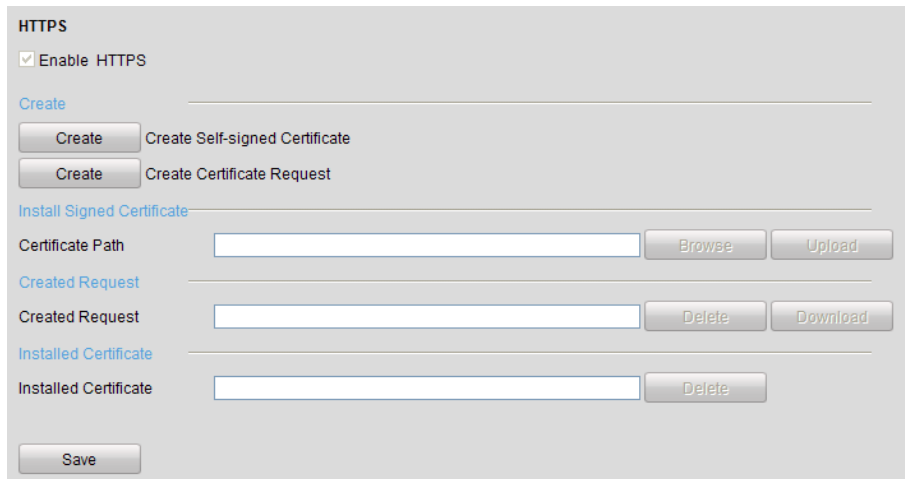 HTTPS
Enable HTTPS
Create
Create Create Self-signed Certificate
Create Create Certificate Request
Install Signed Certificate
Certificate Path Browse Upload
Created Request
Created Request Delete Download
Installed Certificate
Installed Certificate Delete
Save